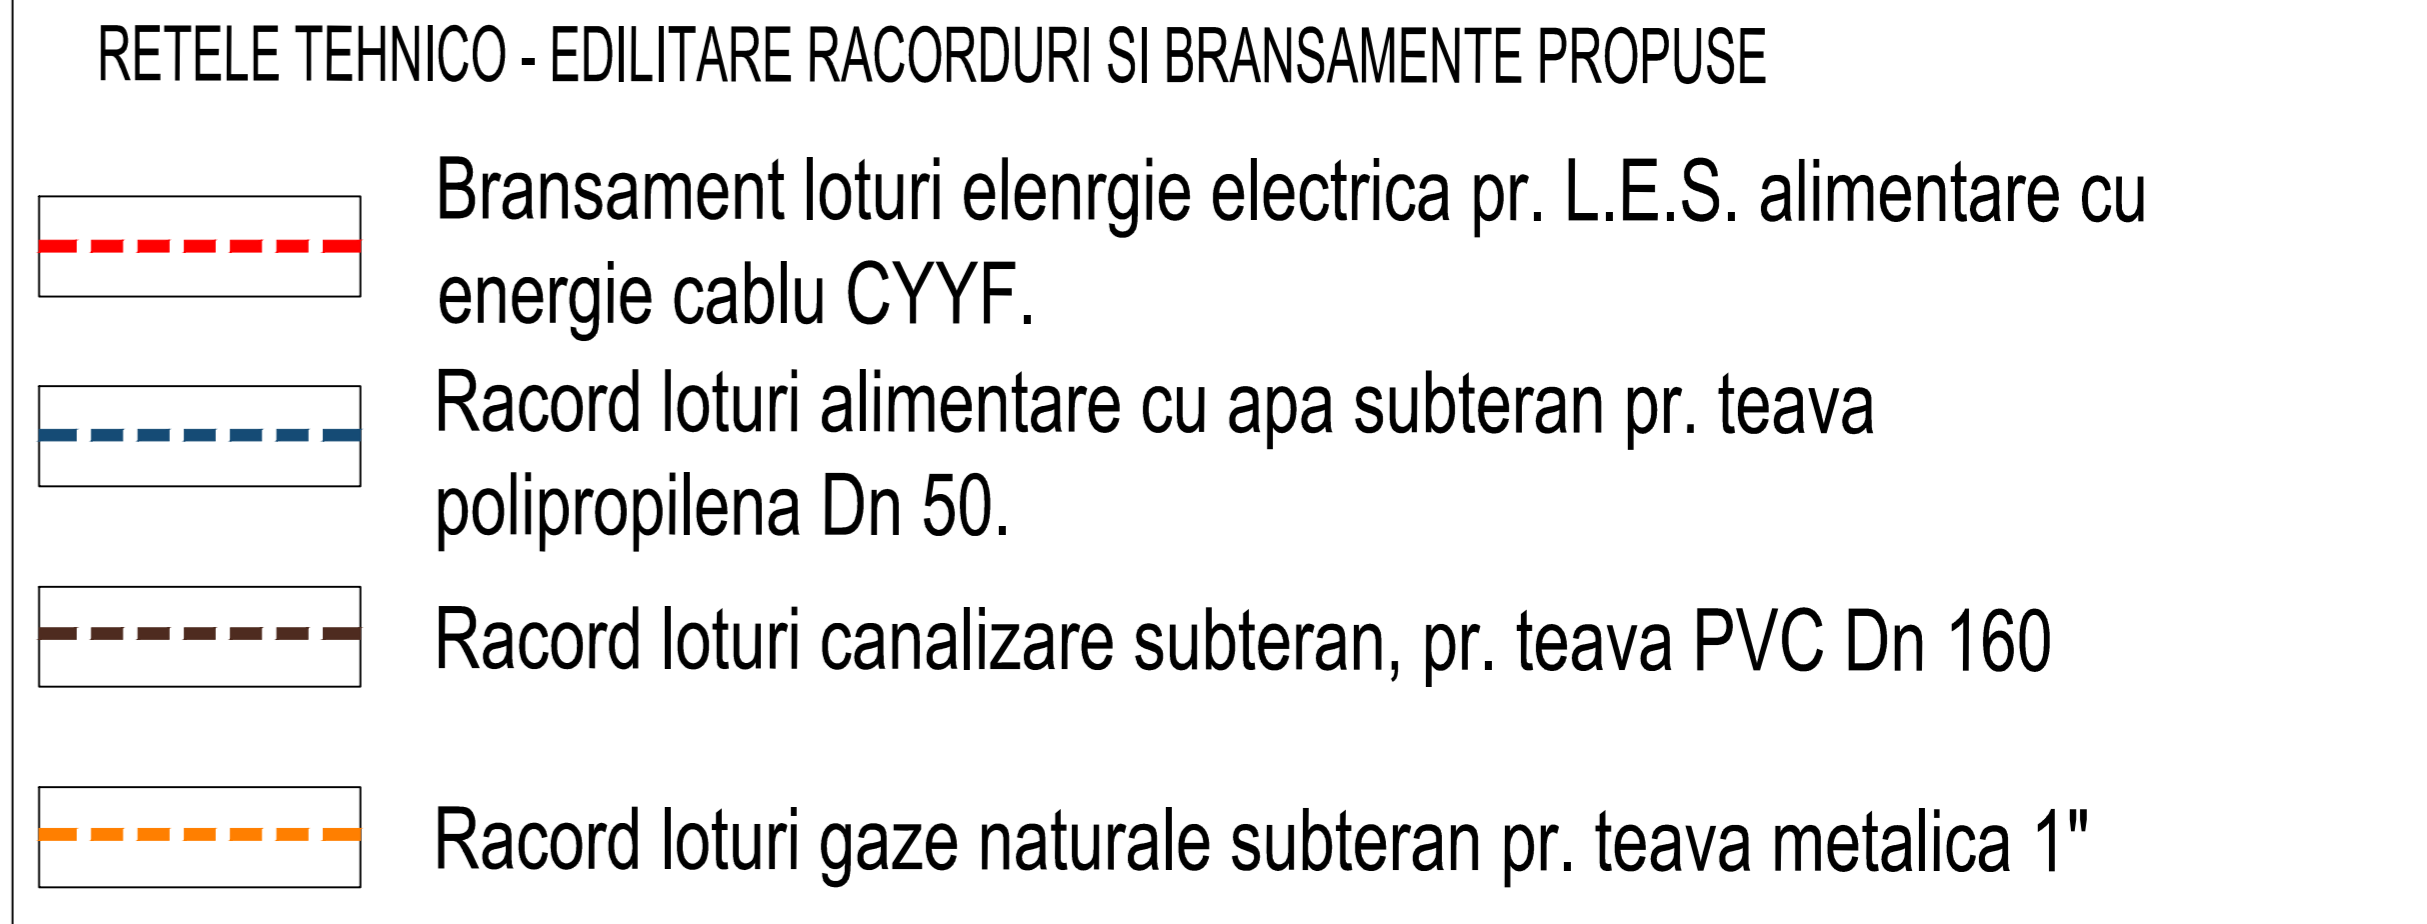 RETELE TEHNICO - EDILITARE RACORDURI SI BRANSAMENTE PROPUSE
Bransament loturi elenrgie electrica pr. L.E.S. alimentare cu
energie cablu CYYF.
Racord loturi alimentare cu apa subteran pr. teava
polipropilena Dn 50.
Racord loturi canalizare subteran, pr. teava PVC Dn 160
Racord loturi gaze naturale subteran pr. teava metalica 1"